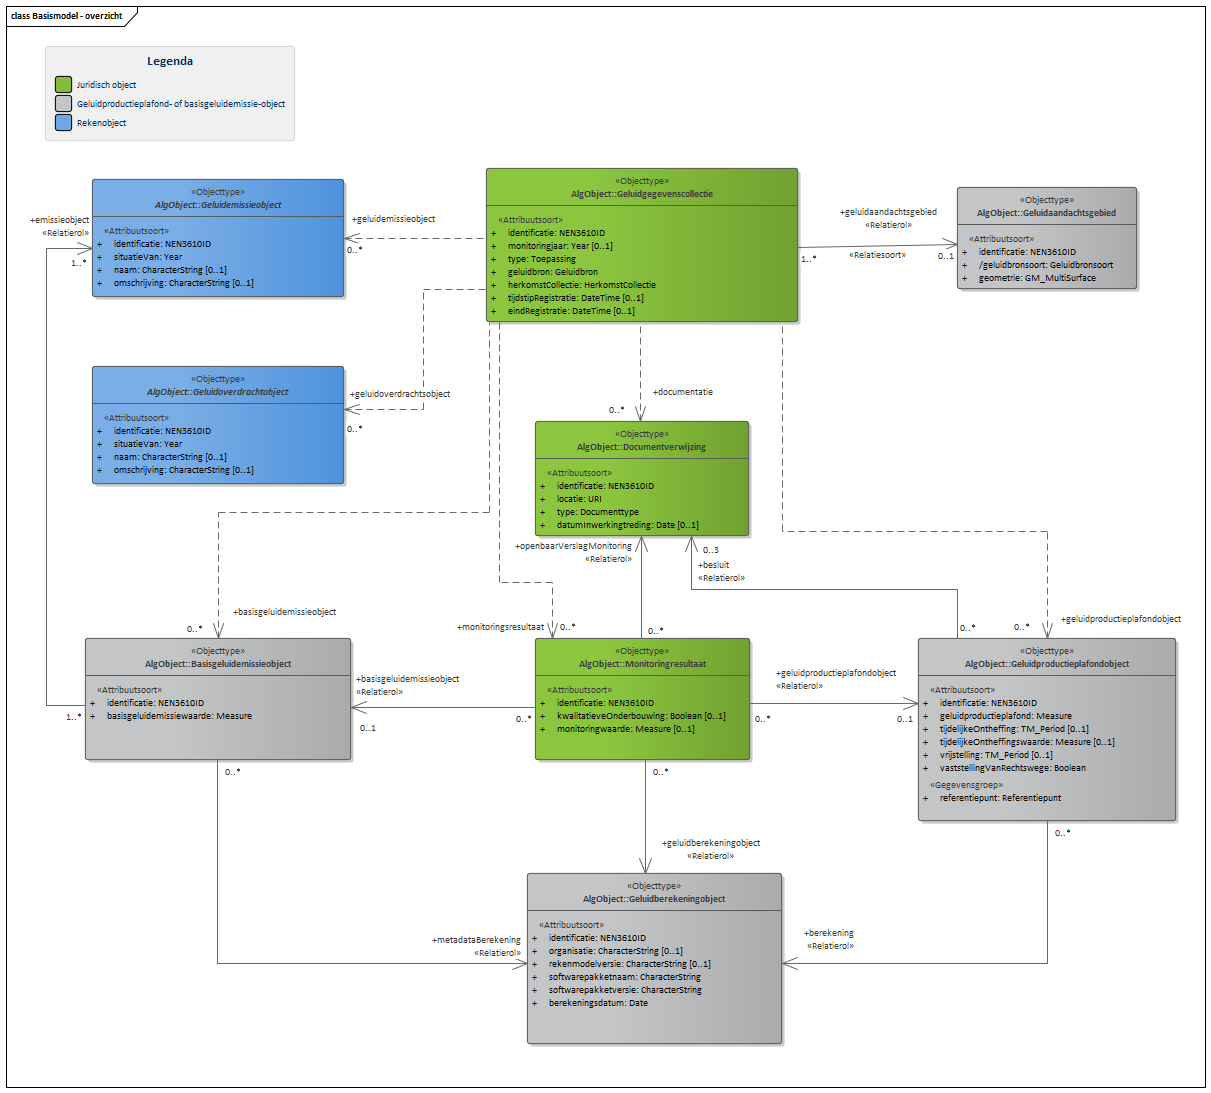 class Basismodel - overzicht
Legenda
Juridisch object
Geluidproductieplafond- of basisgeluidemissie-object
Rekenobject
«Objecttype»
AlgObject::Geluidemissieobject
«Attribuutsoort»
+ identificatie: NEN3610ID
+ situatieVan: Year
+ naam: CharacterString [0..1]
+ omschrijving: CharacterString [0..1]
+emissieobject
«Relatierol»
1..*
+geluidemissieobject
0..*
«Objecttype»
AlgObject::Geluidgegevenscollectie
«Attribuutsoort»
+ identificatie: NEN3610ID
+ monitoringjaar: Year [0..1]
+ type: Toepassing
+ geluidbron: Geluidbron
+ herkomstCollectie: HerkomstCollectie
+ tijdstipRegistratie: DateTime [0..1]
+ eindRegistratie: DateTime [0..1]
+geluidaandachtsgebied
«Relatierol»
1..*
«Relatiesoort»
0..1
«Objecttype»
AlgObject::Geluidaandachtsgebied
«Attribuutsoort»
+ identificatie: NEN3610ID
+ /geluidbronsoort: Geluidbronsoort
+ geometrie: GM_MultiSurface
«Objecttype»
AlgObject::Geluidoverdrachtobject
«Attribuutsoort»
+ identificatie: NEN3610ID
+ situatieVan: Year
+ naam: CharacterString [0..1]
+ omschrijving: CharacterString [0..1]
+geluidoverdrachtsobject
0..*
+documentatie
0..*
«Objecttype»
AlgObject::Documentverwijzing
«Attribuutsoort»
+ identificatie: NEN3610ID
+ locatie: URI
+ type: Documenttype
+ datumInwerkingtreding: Date [0..1]
+openbaarVerslagMonitoring
«Relatierol»
0..3
+besluit
«Relatierol»
+basisgeluidemissieobject
0..*
+monitoringsresultaat
0..*
0..*
0..*
0..*
+geluidproductieplafondobject
«Objecttype»
AlgObject::Basisgeluidemissieobject
«Attribuutsoort»
+ identificatie: NEN3610ID
+ basisgeluidemissiewaarde: Measure
1..*
+basisgeluidemissieobject
«Relatierol»
0..1
0..*
«Objecttype»
AlgObject::Monitoringresultaat
«Attribuutsoort»
+ identificatie: NEN3610ID
+ kwalitatieveOnderbouwing: Boolean [0..1]
+ monitoringwaarde: Measure [0..1]
+geluidproductieplafondobject
«Relatierol»
0..*
0..1
«Objecttype»
AlgObject::Geluidproductieplafondobject
«Attribuutsoort»
+ identificatie: NEN3610ID
+ geluidproductieplafond: Measure
+ tijdelijkeOntheffing: TM_Period [0..1]
+ tijdelijkeOntheffingswaarde: Measure [0..1]
+ vrijstelling: TM_Period [0..1]
+ vaststellingVanRechtswege: Boolean
«Gegevensgroep»
+ referentiepunt: Referentiepunt
0..*
0..*
0..*
+geluidberekeningobject
«Relatierol»
+metadataBerekening
«Relatierol»
+berekening
«Relatierol»
«Objecttype»
AlgObject::Geluidberekeningobject
«Attribuutsoort»
+ identificatie: NEN3610ID
+ organisatie: CharacterString [0..1]
+ rekenmodelversie: CharacterString [0..1]
+ softwarepakketnaam: CharacterString
+ softwarepakketversie: CharacterString
+ berekeningsdatum: Date